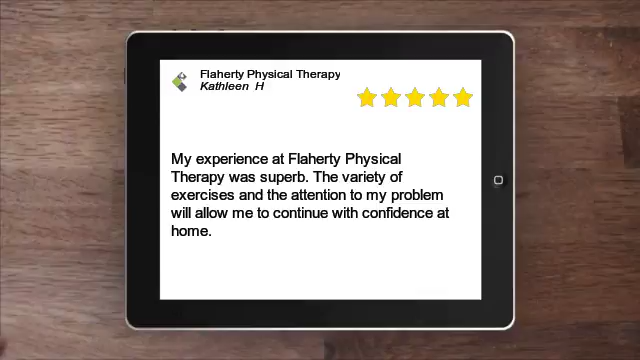 Flaherty Physical Therapy
Kathleen H
My experience at Flaherty Physical
Therapy was superb. The variety of
exercises and the attention to my problem
will allow me to continue with confidence at
home.